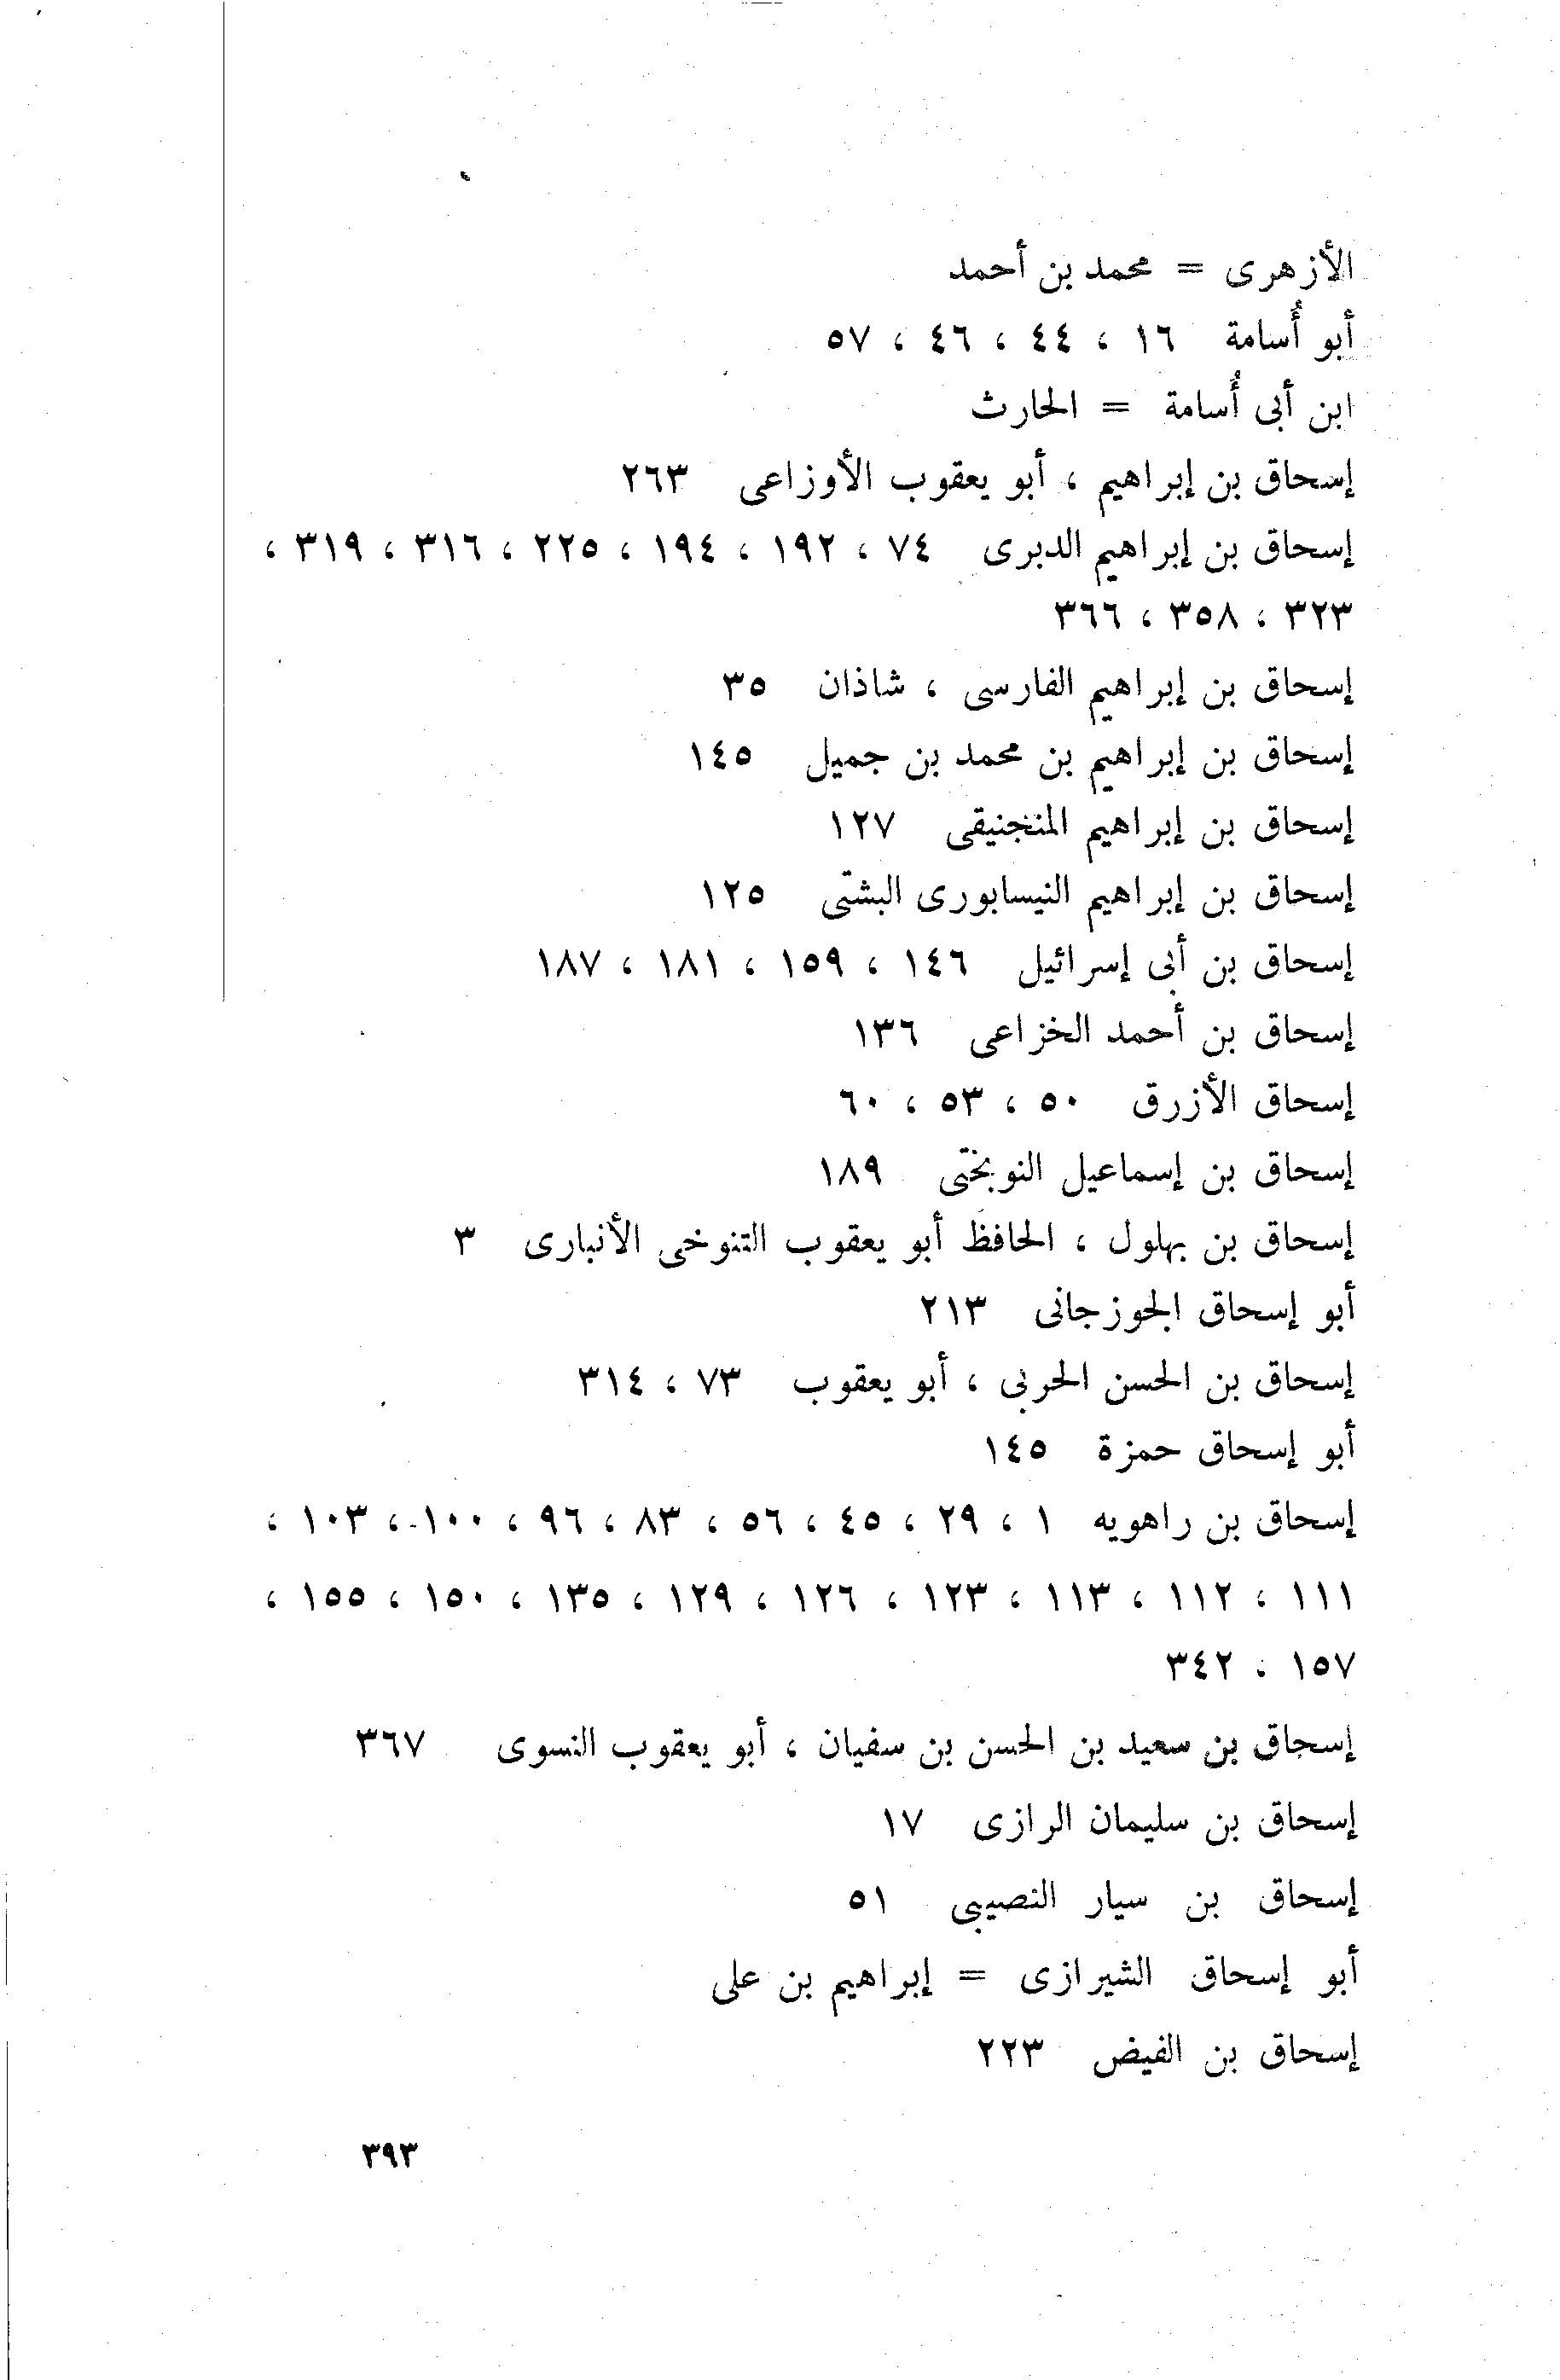 الأزهرى = محمد بن أحمد
أبو أُسامة ١٦ ، ٤٤ ، ٤٦ ، ٥٧
ابن أبى أُسامة = الحارث
إسحاق بن إبراهيم ، أبو يعقوب الأوزاعى ٢٦٣
إسحاق بن إبراهيم الدبرى ٧٤ ، ١٩٢ ، ١٩٤ ، ٢٢٥ ، ٣١٦ ، ٣١٩ ،
٣٢٣ ، ٣٥٨ ، ٣٦٦
إسحاق بن إبراهيم الفارسى ، شاذان ٣٥
إسحاق بن إبراهيم بن محمد بن جميل ١٤٥
إسحاق بن إبراهيم المنجنيقى ١٢٧
إسحاق بن إبراهيم النيسابورى البشتى ١٢٥
إسحاق بن أبى إسرائيل ١٤٦ ، ١٥٩ ، ١٨١ ، ١٨٧
إسحاق بن أحمد الخزاعى ١٣٦
إسحاق الأزرق ٥٠ ، ٥٣ ، ٦٠
إسحاق بن إسماعيل النوبختى ١٨٩
إسحاق بن بهلول ، الحافظ أبو يعقوب التنوخى الأنبارى ٣
أبو إسحاق الجوزجانى ٢١٣
إسحاق بن الحسن الحربى ، أبو يعقوب ٧٣ ، ٣١٤
أبو إسحاق حمزة ١٤٥
إسحاق بن راهويه ١ ، ٢٩ ، ٤٥ ، ٥٦ ، ٨٣ ، ٩٦ ، ١٠٠ ، ١٠٣ ،
١١١ ، ١١٢ ، ١١٣ ، ١٢٣ ، ١٢٦ ، ١٢٩ ، ١٣٥ ، ١٥٠ ، ١٥٥ ،
١٥٧ ، ٣٤٢
إسحاق بن سعيد بن الحسن بن سفيان ، أبو يعقوب النسوى ٣٦٧
إسحاق بن سليمان الرازى ١٧
إسحاق بن سيار النصيبى ٥١
أبو إسحاق الشيرازى = إبراهيم بن على
إسحاق بن الفيض ٢٢٣
٣٩٣